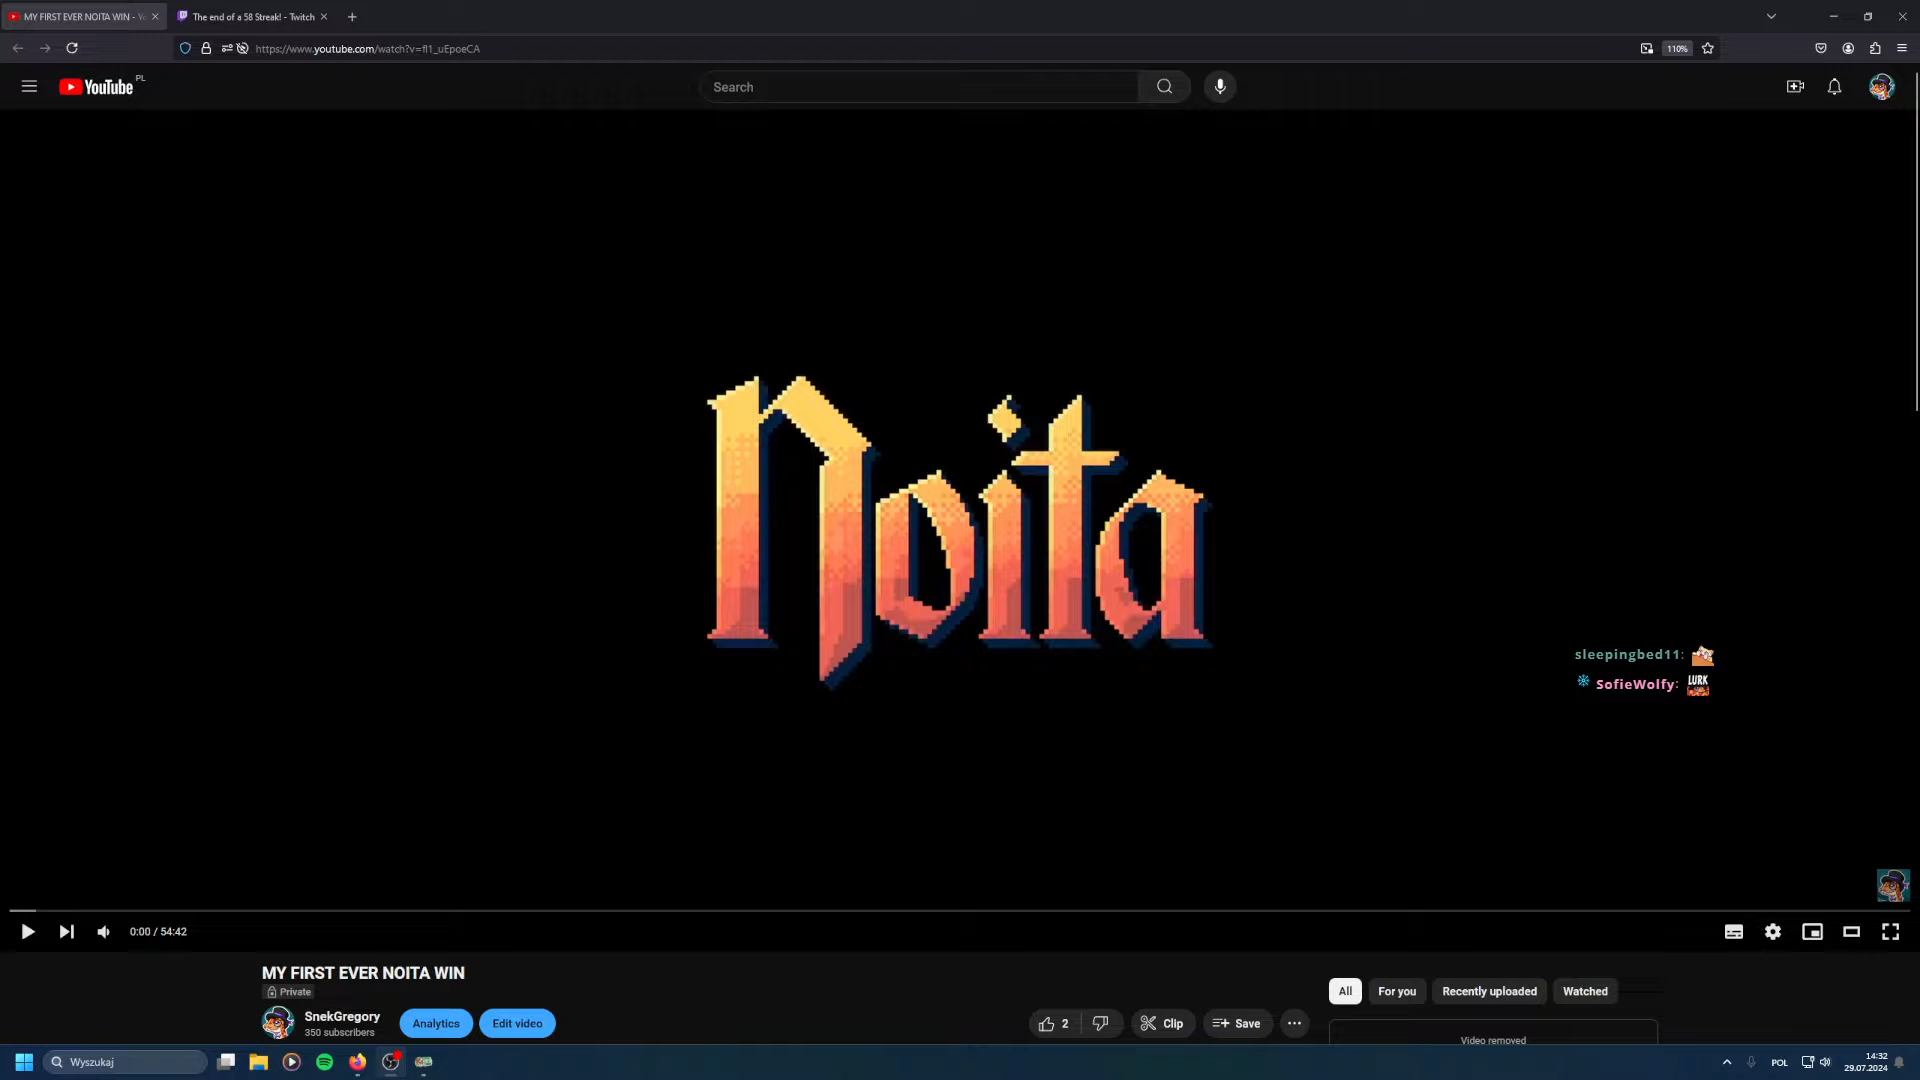 MY FIRST EVER NOITA WIN - Yo
The end of a 58 Streak! - Twitch
https://www.youtube.com/watch?v=fl1_uEpoeCA
110%
YouTube PL
Search
Noita
sleepingbed11:
SofieWolfy: LURK
0:00 / 54:42
MY FIRST EVER NOITA WIN
Private
SnekGregory
350 subscribers
Analytics
Edit video
2
Clip
Save
All
For you
Recently uploaded
Watched
Video removed
Wyszukaj
POL
14:32
29.07.2024